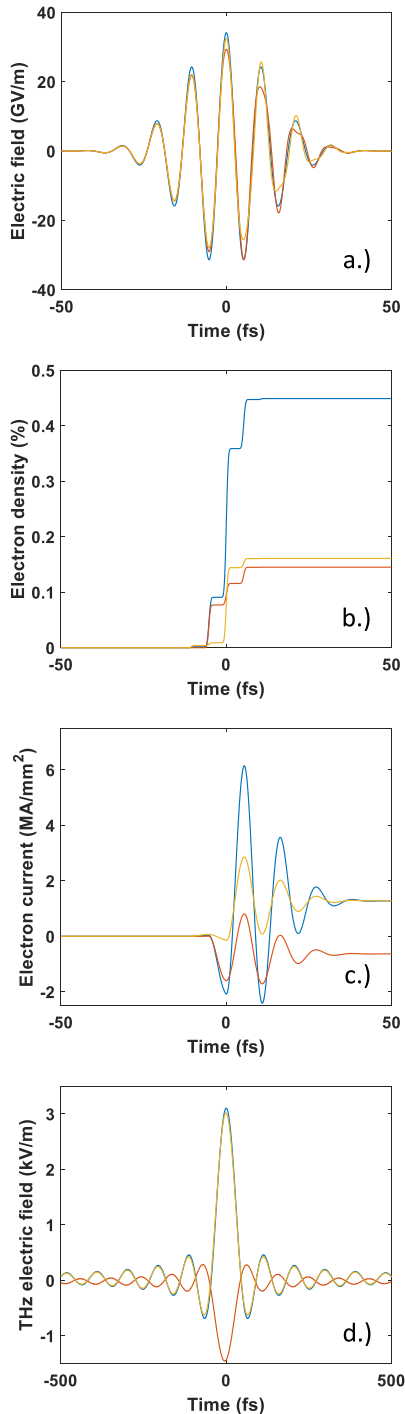 40
20
0
-20
-40
Electric field (GV/m)
a.)
-50 0 50
Time (fs)
0.5
0.4
0.3
0.2
0.1
0
Electron density (%)
b.)
-50 0 50
Time (fs)
6
4
2
0
-2
Electron current (MA/mm²)
c.)
-50 0 50
Time (fs)
3
2
1
0
-1
THz electric field (kV/m)
d.)
-500 0 500
Time (fs)